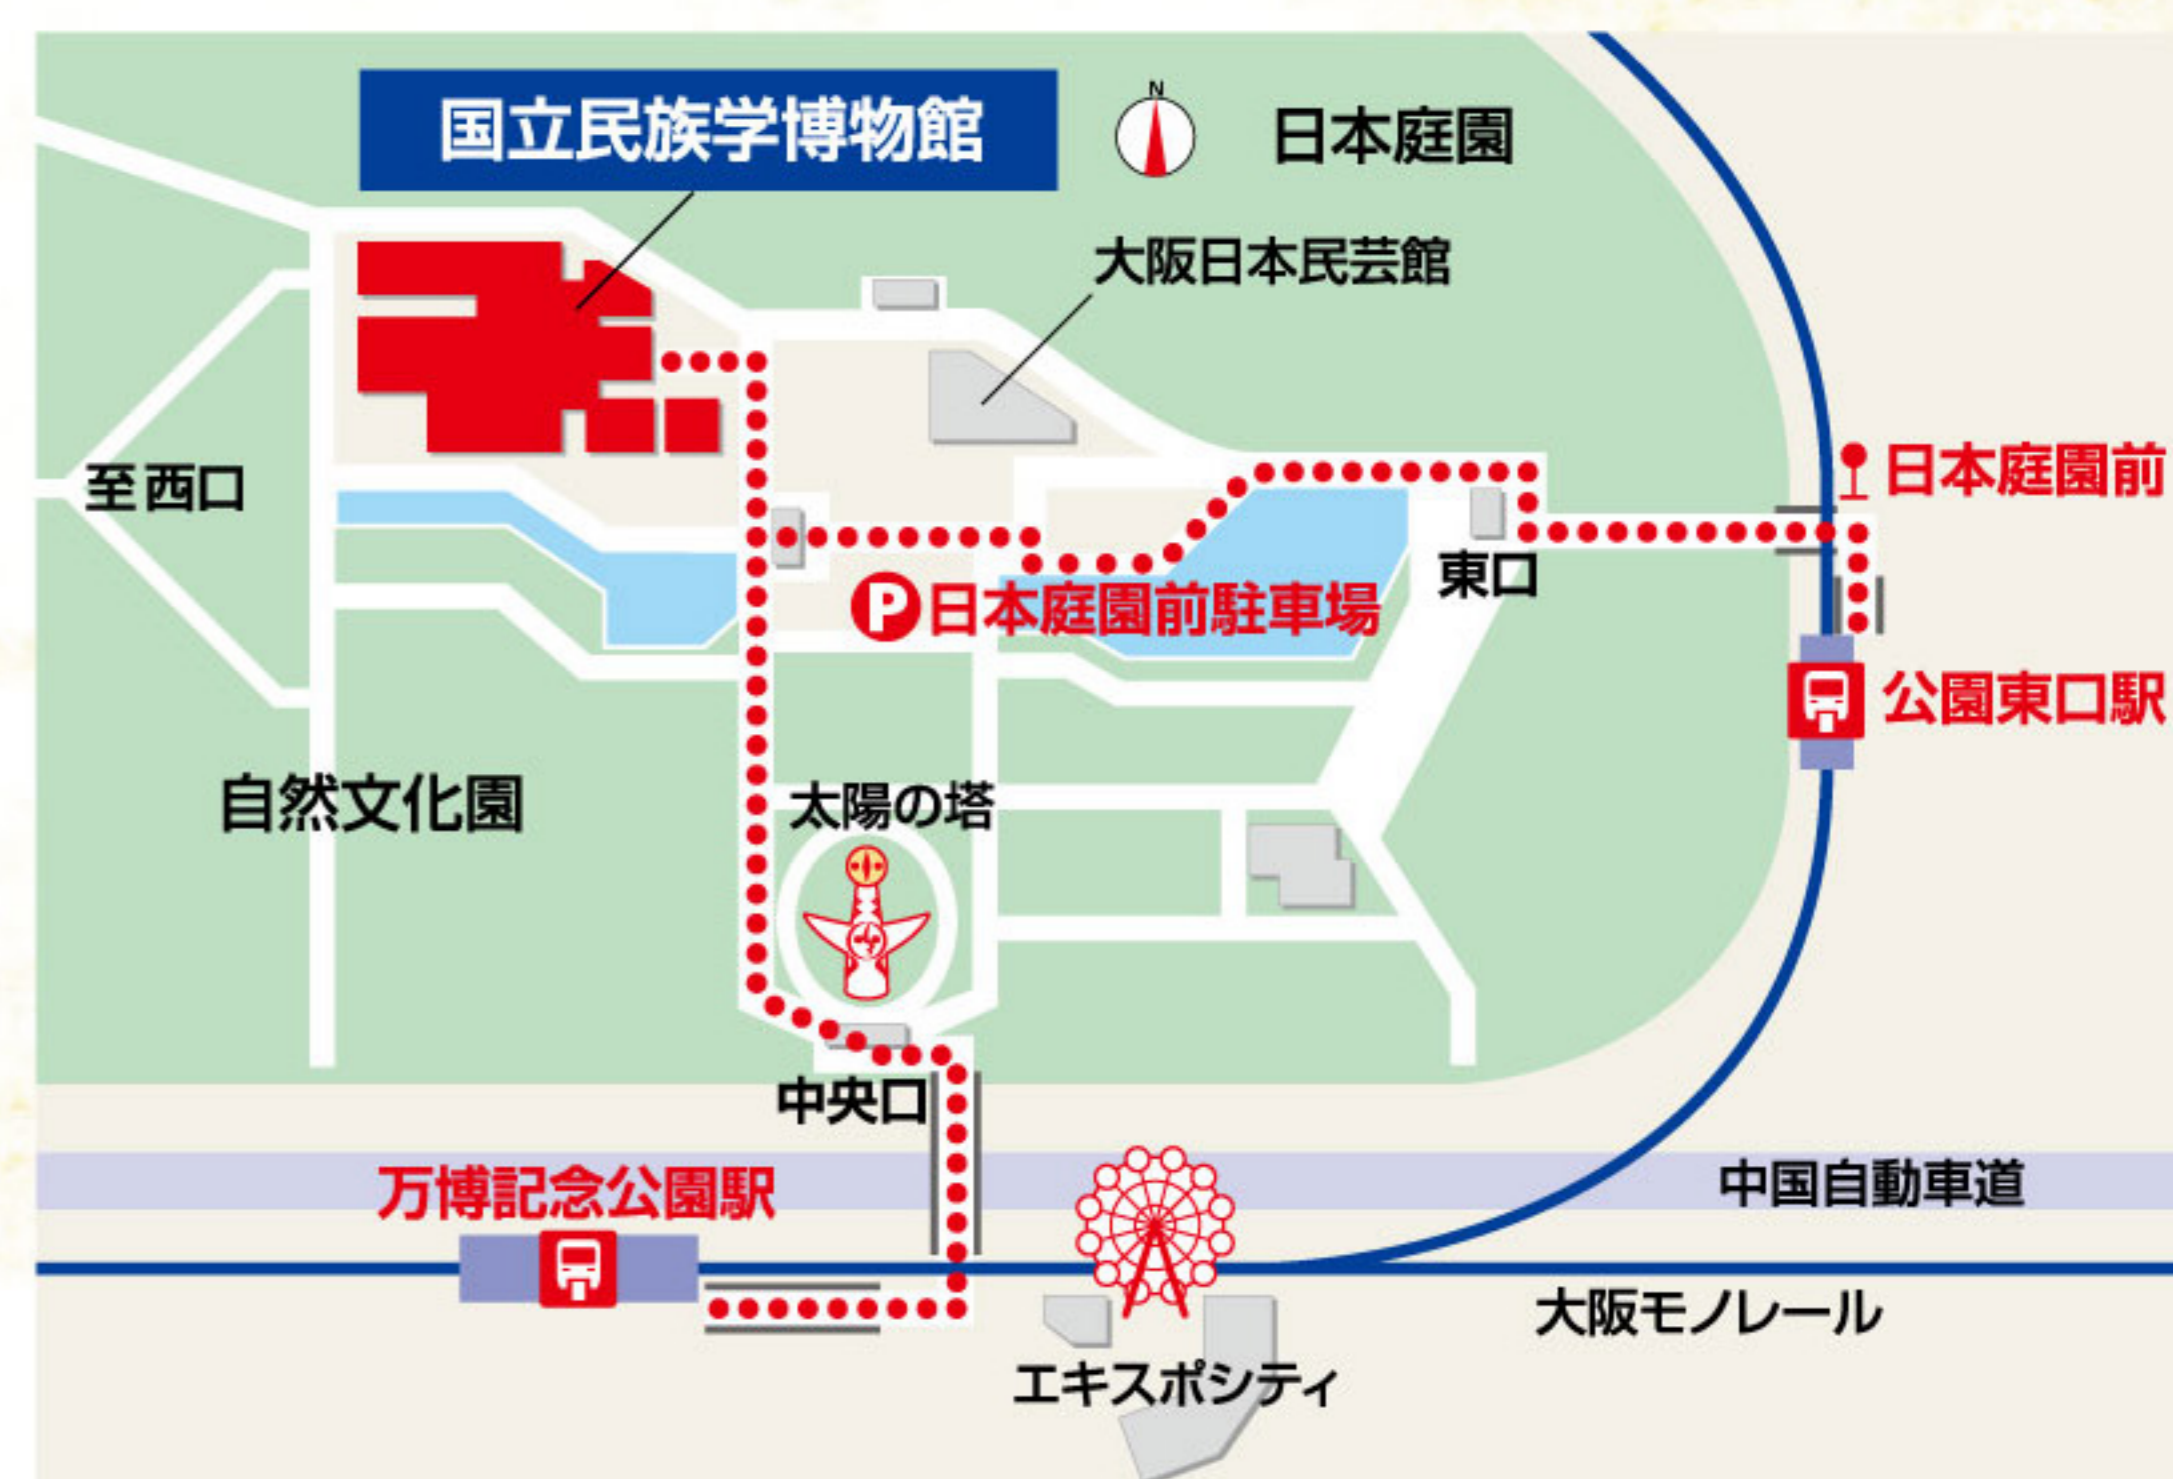 国立民族学博物館
N
日本庭園
大阪日本民芸館
至西口
日本庭園前
東口
P日本庭園前駐車場
公園東口駅
自然文化園
太陽の塔
中央口
万博記念公園駅
中国自動車道
大阪モノレール
エキスポシティ